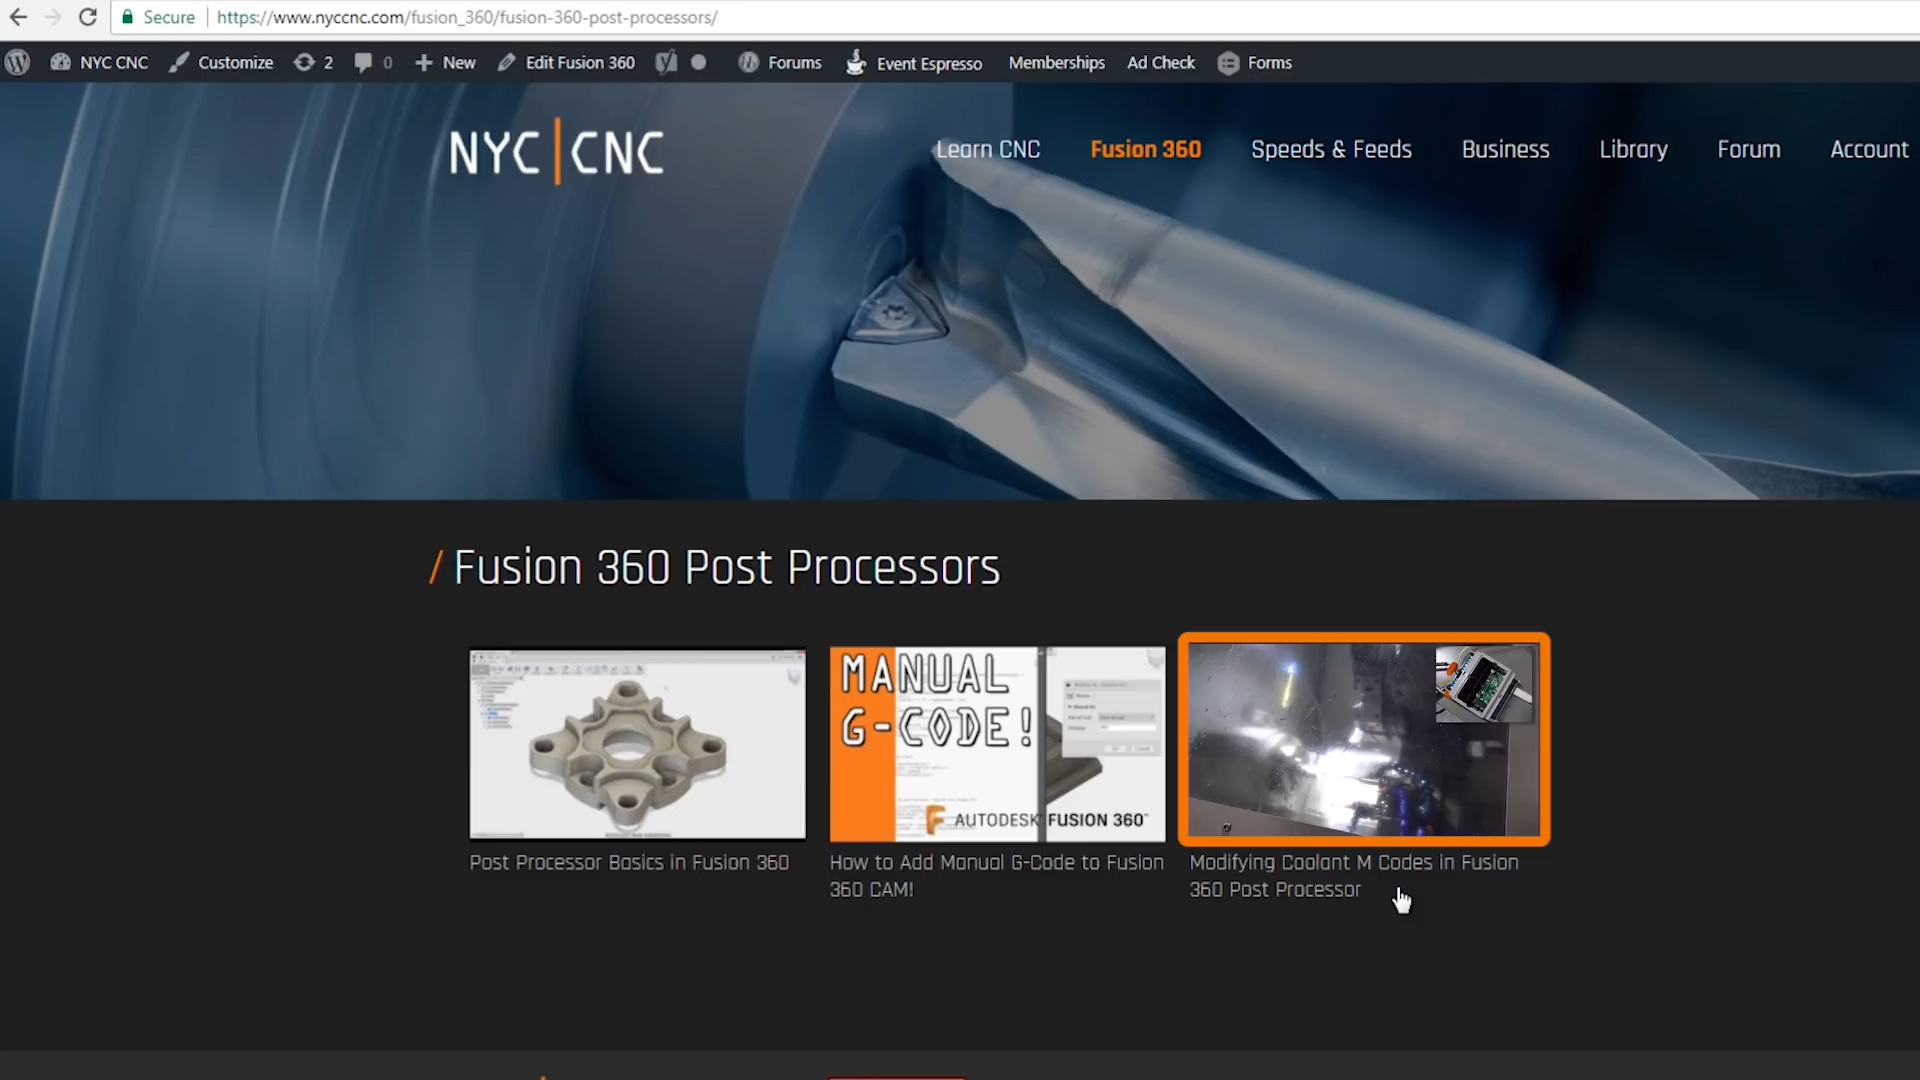 Secure https://www.nyccnc.com/fusion_360/fusion-360-post-processors/
NYC CNC Customize 2 0 New Edit Fusion 360 Forums Event Espresso Memberships Ad Check Forms
NYC CNC
Learn CNC Fusion 360 Speeds & Feeds Business Library Forum Account
/ Fusion 360 Post Processors
MANUAL
G-CODE!
AUTODESK FUSION 360
Post Processor Basics in Fusion 360
How to Add Manual G-Code to Fusion
360 CAM!
Modifying Coolant M Codes in Fusion
360 Post Processor